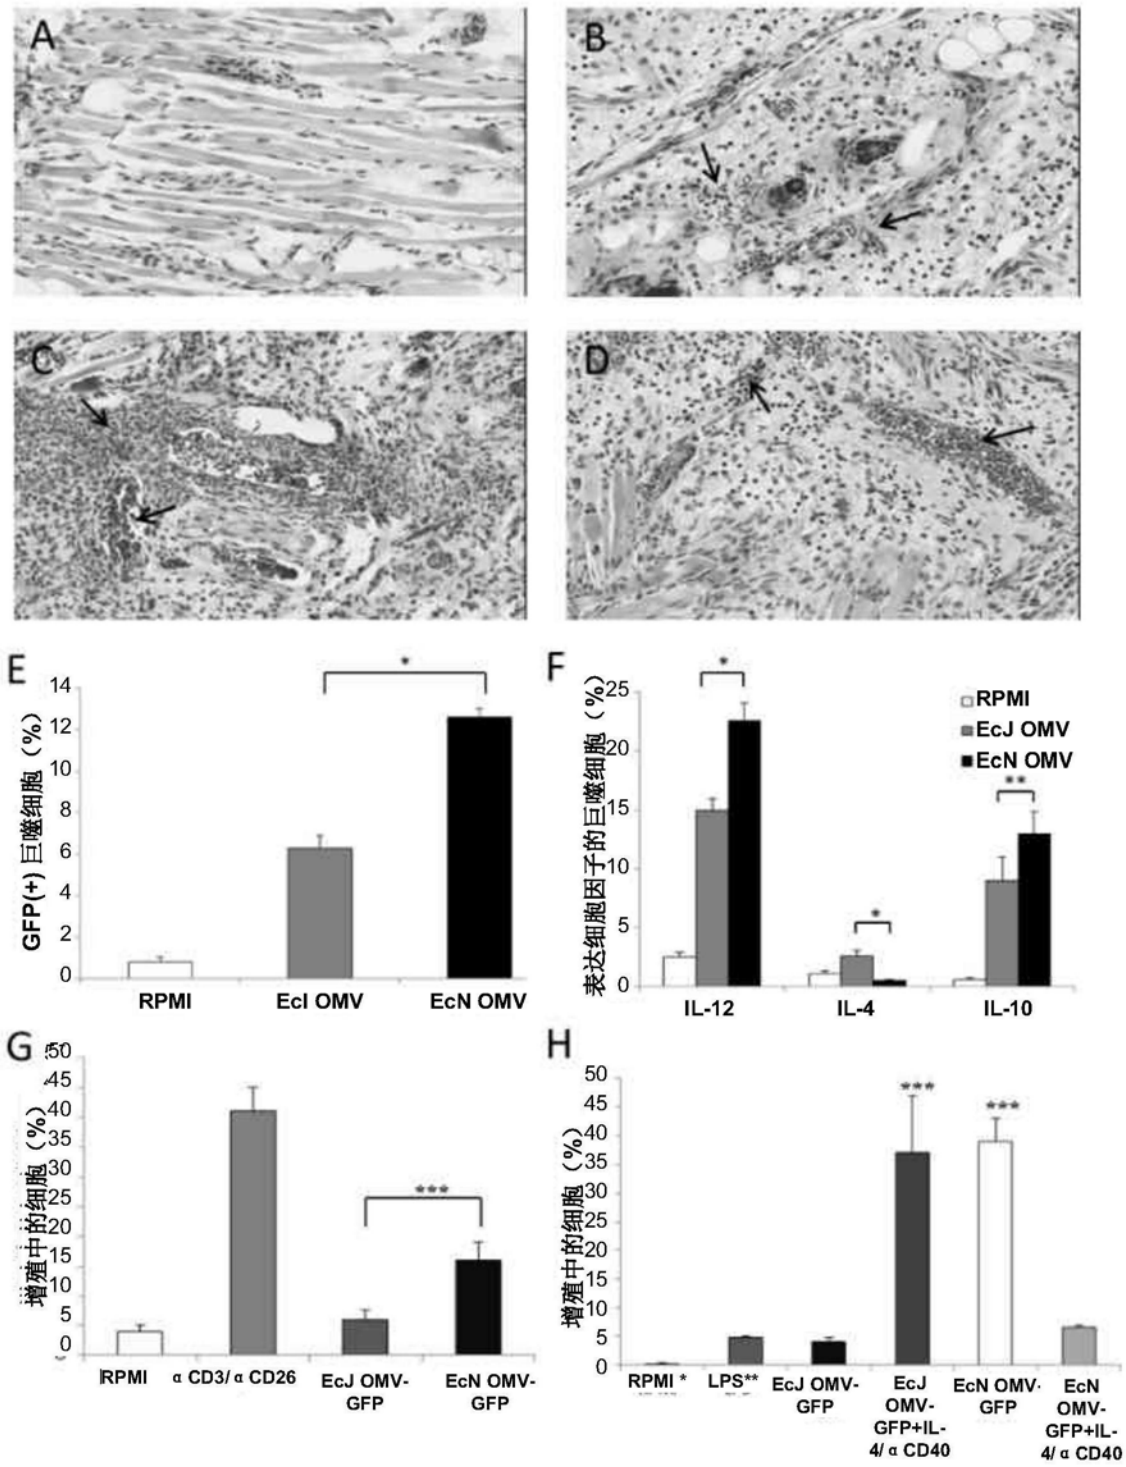 A
B
C
D
E
*
14
12
10
8
6
4
2
0
GFP(+) 巨噬细胞（%）
RPMI
EcI OMV
EcN OMV
F
*
*
**
25
20
15
10
5
0
表达细胞因子的巨噬细胞（%）
RPMI
EcJ OMV
EcN OMV
IL-12
IL-4
IL-10
G
***
50
45
40
35
30
25
20
15
10
5
0
增殖中的细胞（%）
RPMI
α CD3/ α CD26
EcJ OMV-
GFP
EcN OMV-
GFP
H
***
***
50
45
40
35
30
25
20
15
10
5
0
增殖中的细胞（%）
RPMI *
LPS**
EcJ OMV-
GFP
EcJ
OMV-
GFP+IL-
4/ α CD40
EcN OMV-
GFP
EcN
OMV-
GFP+IL-
4/ α CD40